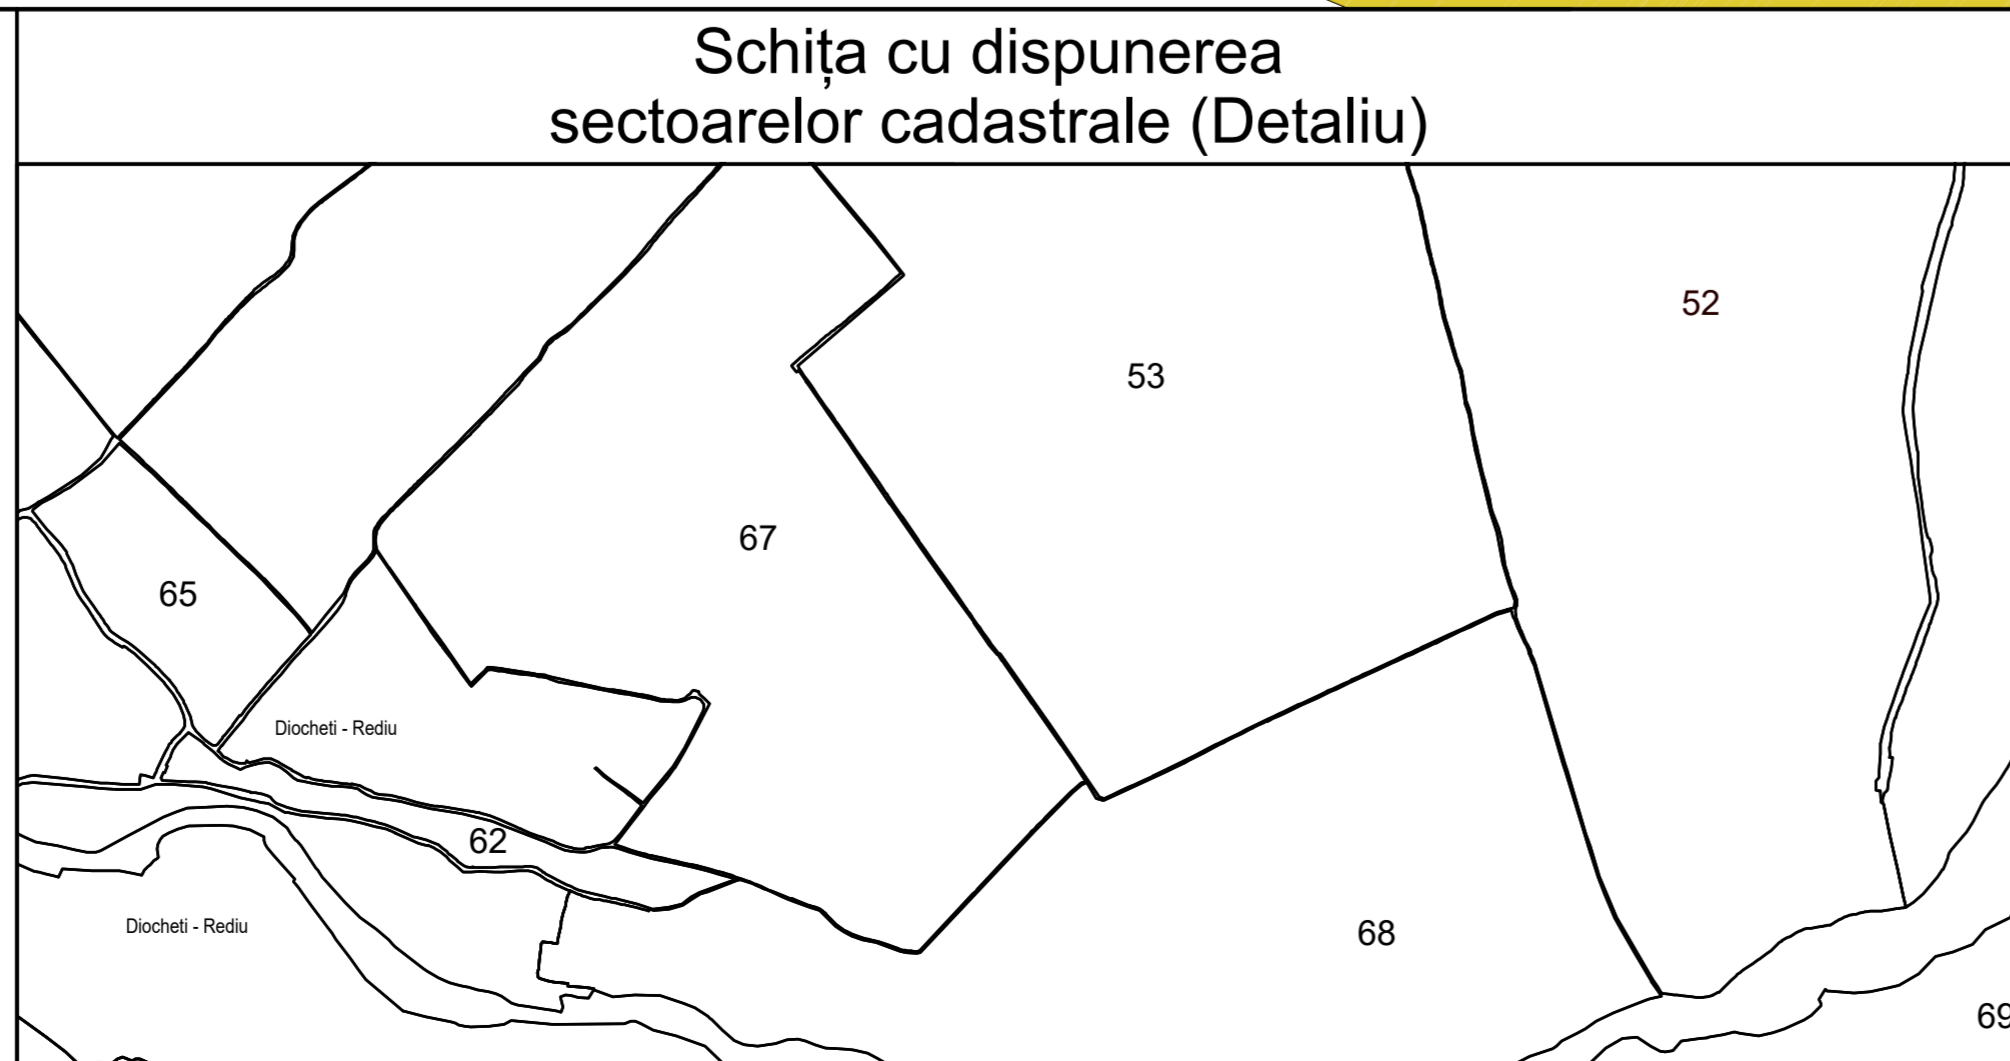 Schița cu dispunerea
sectoarelor cadastrale (Detaliu)
52
53
67
65
Diocheti - Rediu
62
Diocheti - Rediu
68
69